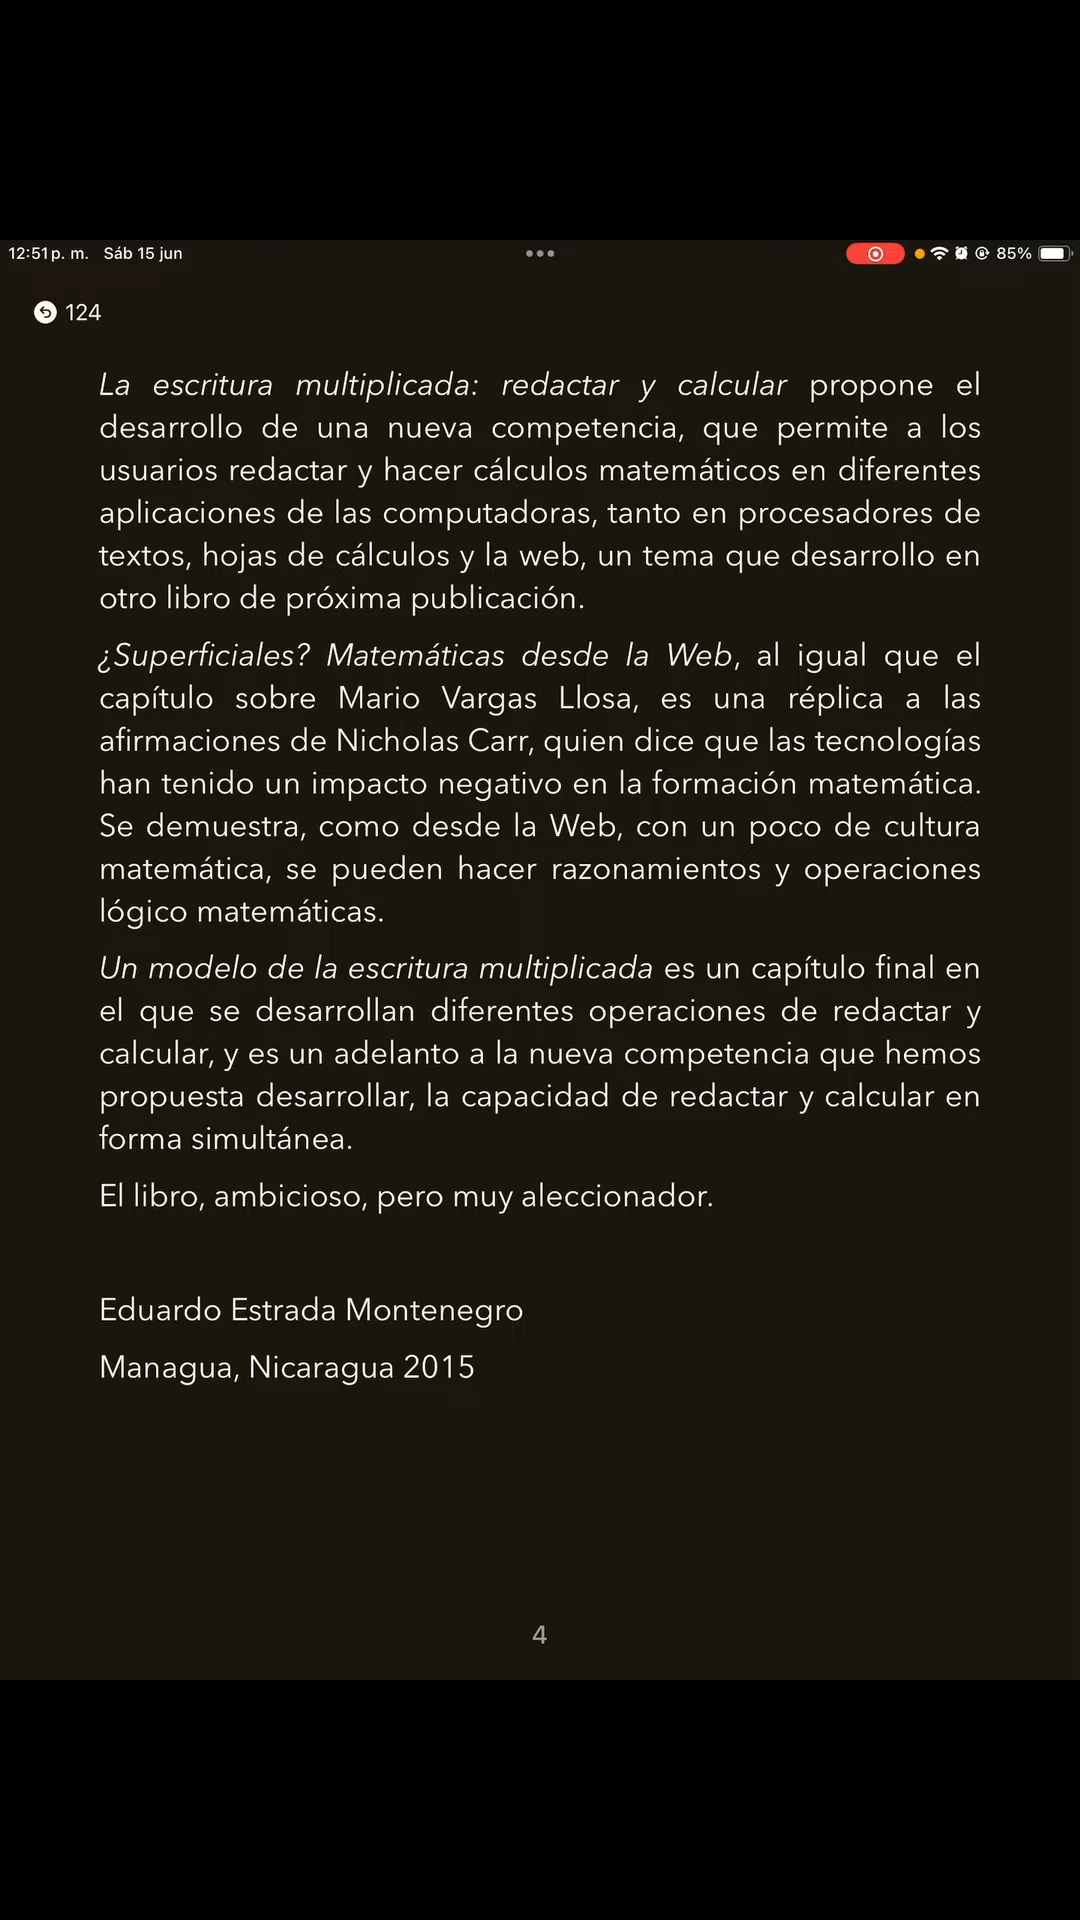 12:51 p. m. Sáb 15 jun
85%
124
La escritura multiplicada: redactar y calcular propone el
desarrollo de una nueva competencia, que permite a los
usuarios redactar y hacer cálculos matemáticos en diferentes
aplicaciones de las computadoras, tanto en procesadores de
textos, hojas de cálculos y la web, un tema que desarrollo en
otro libro de próxima publicación.
¿Superficiales? Matemáticas desde la Web, al igual que el
capítulo sobre Mario Vargas Llosa, es una réplica a las
afirmaciones de Nicholas Carr, quien dice que las tecnologías
han tenido un impacto negativo en la formación matemática.
Se demuestra, como desde la Web, con un poco de cultura
matemática, se pueden hacer razonamientos y operaciones
lógico matemáticas.
Un modelo de la escritura multiplicada es un capítulo final en
el que se desarrollan diferentes operaciones de redactar y
calcular, y es un adelanto a la nueva competencia que hemos
propuesta desarrollar, la capacidad de redactar y calcular en
forma simultánea.
El libro, ambicioso, pero muy aleccionador.
Eduardo Estrada Montenegro
Managua, Nicaragua 2015
4